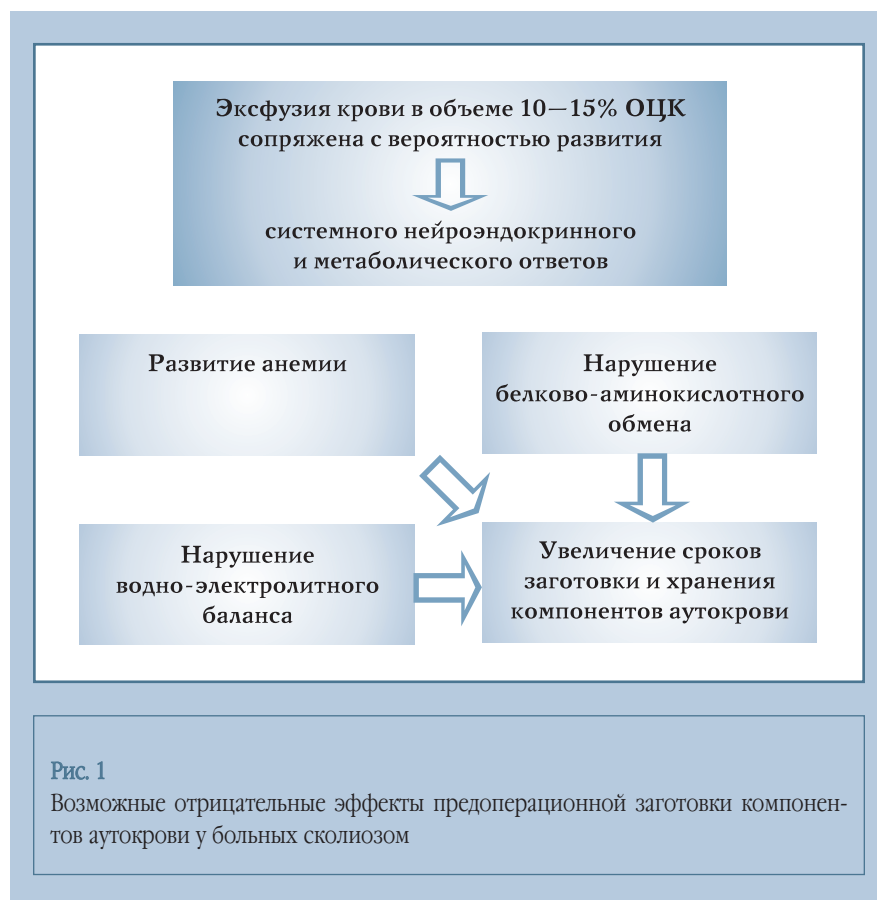 Эксфузия крови в объеме 10—15% ОЦК
сопряжена с вероятностью развития
системного нейроэндокринного
и метаболического ответов
Развитие анемии
Нарушение
белково-аминокислотного
обмена
Нарушение
водно-электролитного
баланса
Увеличение сроков
заготовки и хранения
компонентов аутокрови
Рис. 1
Возможные отрицательные эффекты предоперационной заготовки компонен-
тов аутокрови у больных сколиозом